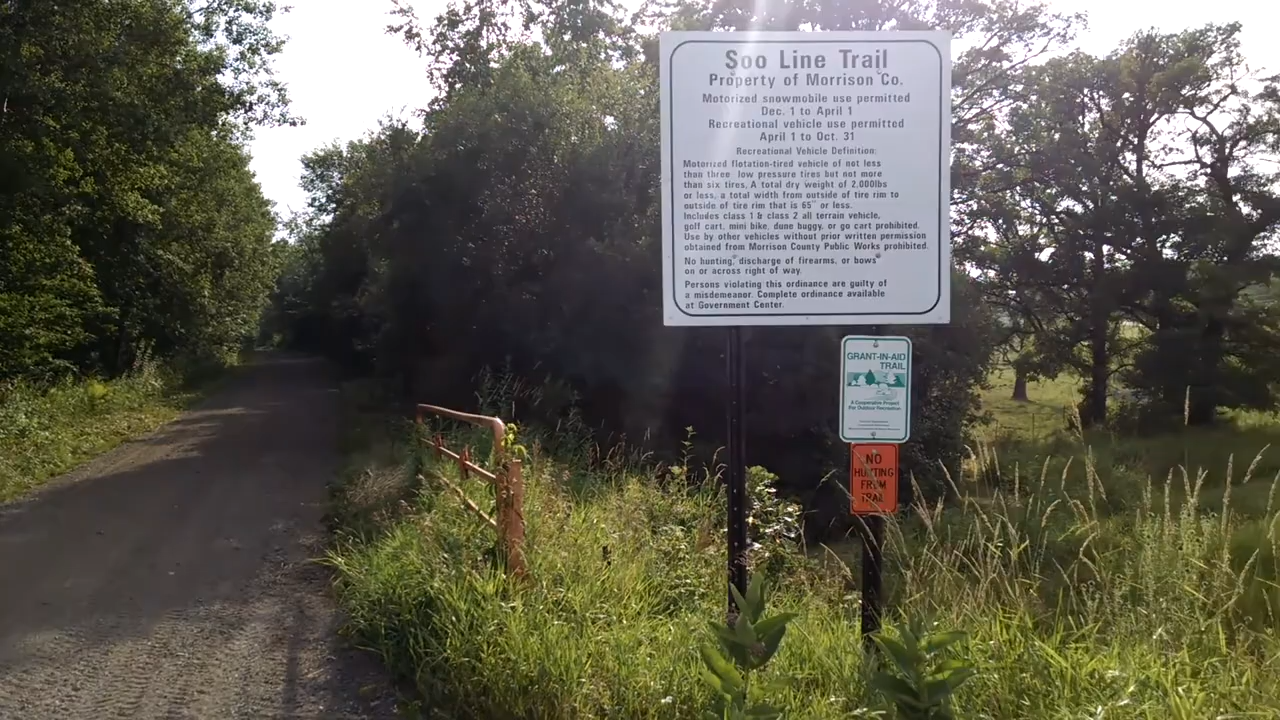 Soo Line Trail
Property of Morrison Co.
Motorized snowmobile use permitted
Dec. 1 to April 1
Recreational vehicle use permitted
April 1 to Oct. 31
Recreational Vehicle Definition:
Motorized flotation-tired vehicle of not less
than three low pressure tires but not more
than six tires, A total dry weight of 2,000lbs
or less, a total width from outside of tire rim to
outside of tire rim that is 65" or less.
Includes class 1 & class 2 all terrain vehicle,
golf cart, mini bike, dune buggy, or go cart prohibited.
Use by other vehicles without prior written permission
obtained from Morrison County Public Works prohibited.
No hunting, discharge of firearms, or bows
on or across right of way.
Persons violating this ordinance are guilty of
a misdemeanor. Complete ordinance available
at Government Center.
GRANT-IN-AID
TRAIL
A Cooperative Project
For Outdoor Recreation
NO
HUNTING
FROM
TRAIL